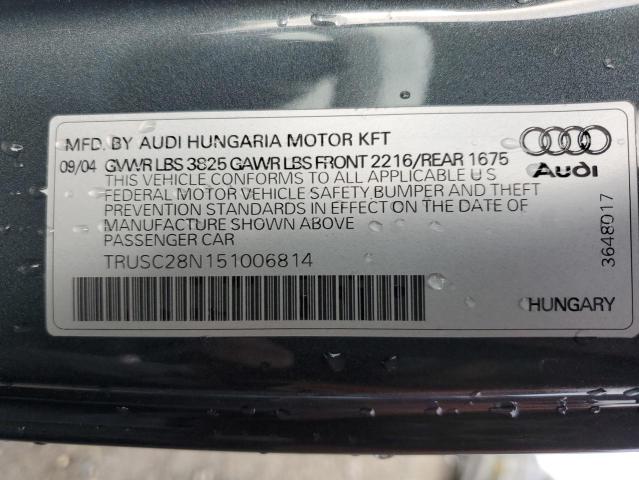 MFD. BY AUDI HUNGARIA MOTOR KFT
09/04 GVWR LBS 3825 GAWR LBS FRONT 2216/REAR 1675
THIS VEHICLE CONFORMS TO ALL APPLICABLE U S
FEDERAL MOTOR VEHICLE SAFETY BUMPER AND THEFT
PREVENTION STANDARDS IN EFFECT ON THE DATE OF
MANUFACTURE SHOWN ABOVE
PASSENGER CAR
TRUSC28N151006814
Audi
3648017
HUNGARY